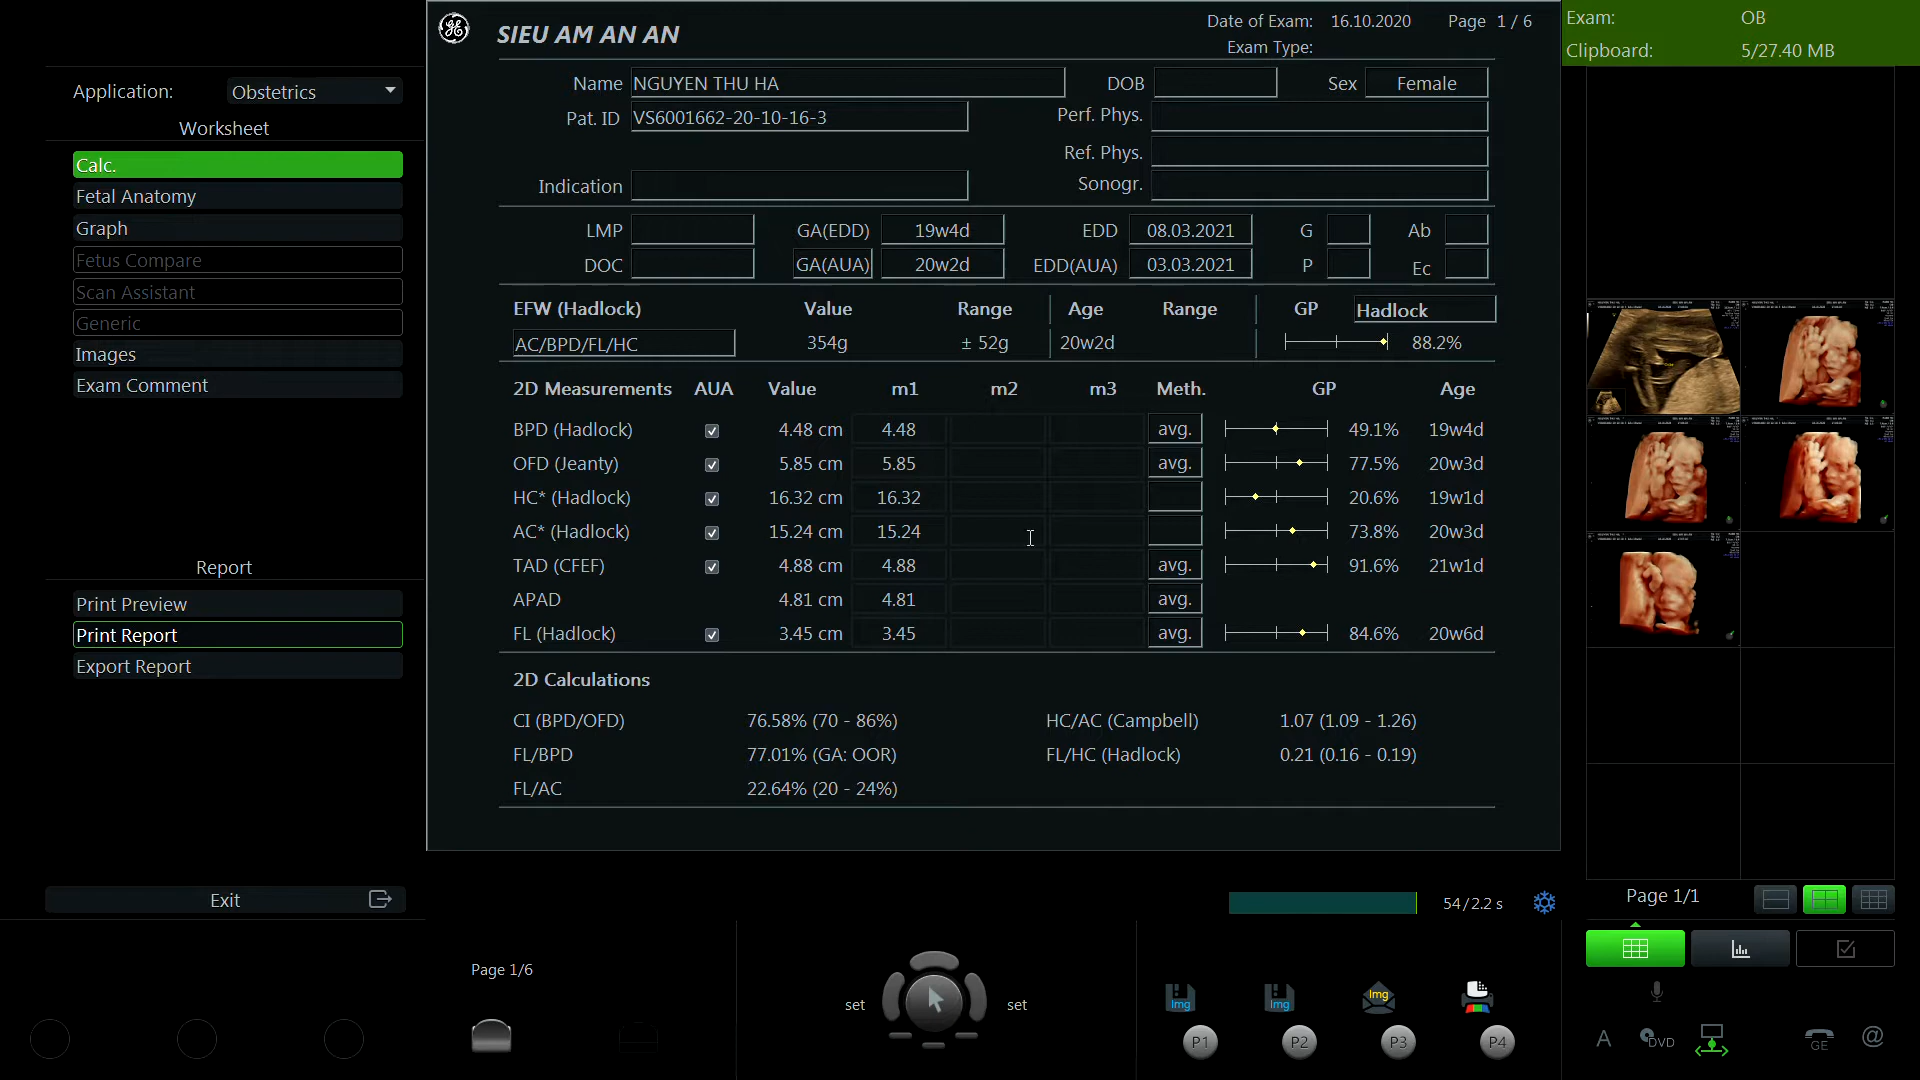 SIEU AM AN AN
Date of Exam: 16.10.2020 Page 1 / 6
Exam Type:
Exam: OB
Clipboard: 5/27.40 MB
Application: Obstetrics
Worksheet
Calc.
Fetal Anatomy
Graph
Fetus Compare
Scan Assistant
Generic
Images
Exam Comment
Report
Print Preview
Print Report
Export Report
Exit
Name NGUYEN THU HA DOB Sex Female
Pat. ID VS6001662-20-10-16-3 Perf. Phys.
Ref. Phys.
Indication Sonogr.
LMP GA(EDD) 19w4d EDD 08.03.2021 G Ab
DOC GA(AUA) 20w2d EDD(AUA) 03.03.2021 P Ec
EFW (Hadlock) Value Range Age Range GP Hadlock
AC/BPD/FL/HC 354g ± 52g 20w2d 88.2%
2D Measurements AUA Value m1 m2 m3 Meth. GP Age
BPD (Hadlock) 4.48 cm 4.48 avg. 49.1% 19w4d
OFD (Jeanty) 5.85 cm 5.85 avg. 77.5% 20w3d
HC* (Hadlock) 16.32 cm 16.32 20.6% 19w1d
AC* (Hadlock) 15.24 cm 15.24 73.8% 20w3d
TAD (CFEF) 4.88 cm 4.88 avg. 91.6% 21w1d
APAD 4.81 cm 4.81 avg.
FL (Hadlock) 3.45 cm 3.45 avg. 84.6% 20w6d
2D Calculations
CI (BPD/OFD) 76.58% (70 - 86%) HC/AC (Campbell) 1.07 (1.09 - 1.26)
FL/BPD 77.01% (GA: OOR) FL/HC (Hadlock) 0.21 (0.16 - 0.19)
FL/AC 22.64% (20 - 24%)
54/2.2 s
Page 1/1
Page 1/6
set set
Img Img Img
P1 P2 P3 P4
A DVD GE @